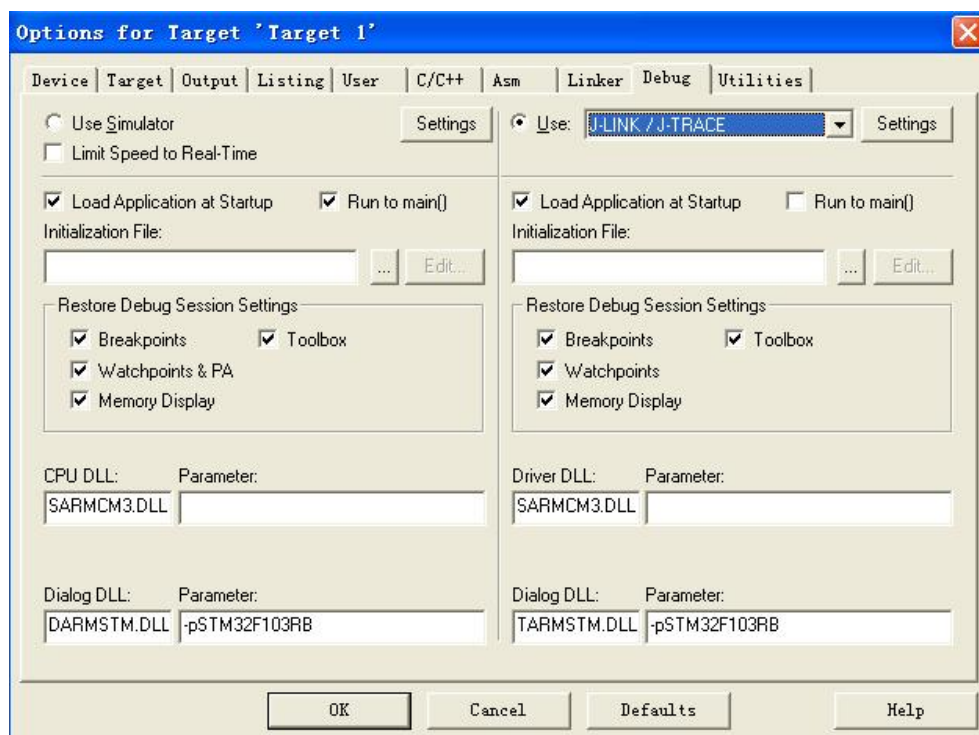 Options for Target 'Target 1'
Device Target Output Listing User C/C++ Asm Linker Debug Utilities
Use Simulator Settings Use: J-LINK / J-TRACE Settings
Limit Speed to Real-Time
Load Application at Startup Run to main() Load Application at Startup Run to main()
Initialization File: Initialization File:
... Edit... ... Edit...
Restore Debug Session Settings Restore Debug Session Settings
Breakpoints Toolbox Breakpoints Toolbox
Watchpoints & PA Watchpoints
Memory Display Memory Display
CPU DLL: Parameter: Driver DLL: Parameter:
SARMCM3.DLL SARMCM3.DLL
Dialog DLL: Parameter: Dialog DLL: Parameter:
DARMSTM.DLL -pSTM32F103RB TARMSTM.DLL -pSTM32F103RB
OK Cancel Defaults Help